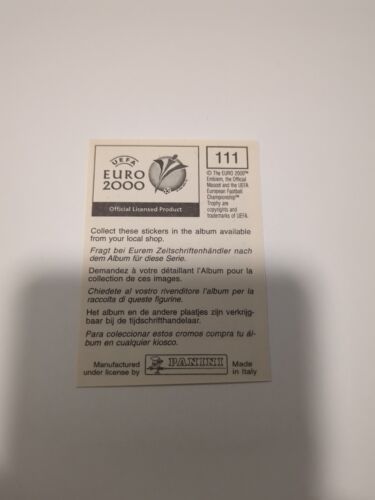 UEFA
EURO
2000
Official Licensed Product
111
© The EURO 2000™
Emblem, the Official
Mascot and the UEFA
European Football
Championship™
Trophy are
copyrights and
trademarks of UEFA.
Collect these stickers in the album available
from your local shop.
Fragt bei Eurem Zeitschriftenhändler nach
dem Album für diese Serie.
Demandez à votre détaillant l'Album pour la
collection de ces images.
Chiedete al vostro rivenditore l'album per la
raccolta di queste figurine.
Het album en de andere plaatjes zijn verkrijg-
baar bij de tijdschrifthandelaar.
Para coleccionar estos cromos compra tu ál-
bum en cualquier kiosco.
Manufactured
under license by
PANINI
Made
in Italy